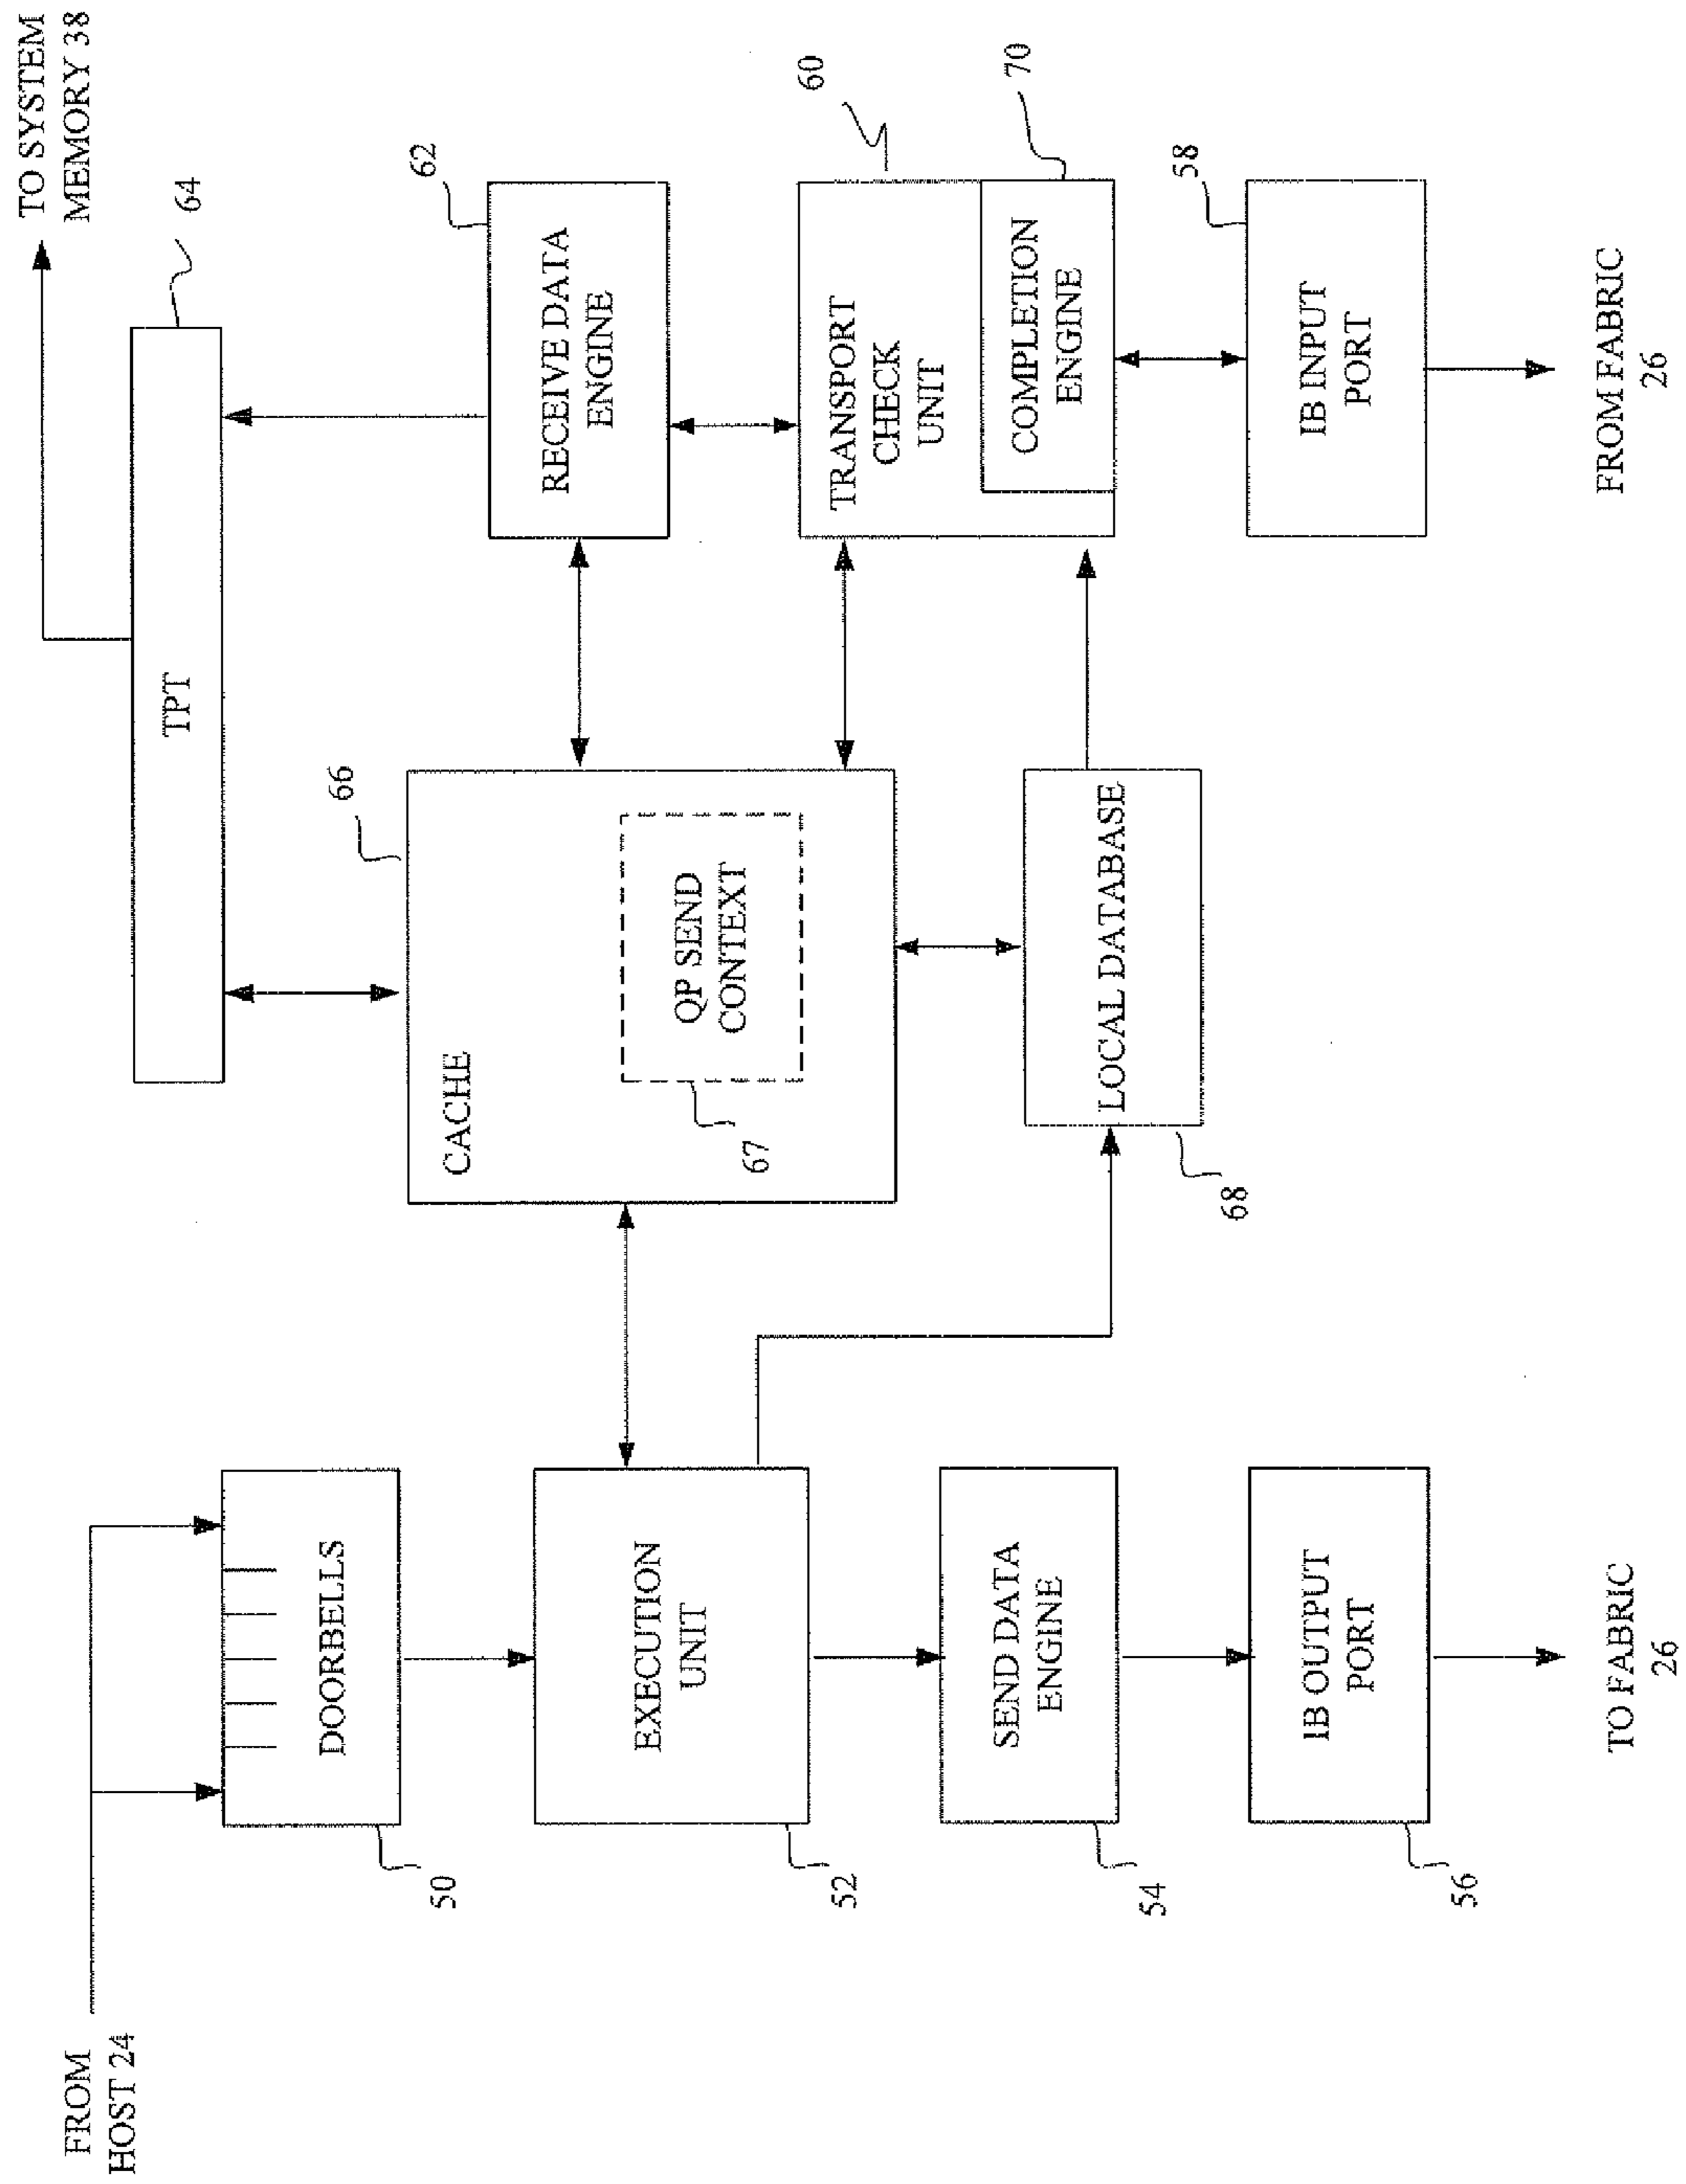 FROM
HOST 24
DOORBELLS
50
EXECUTION
UNIT
52
SEND DATA
ENGINE
54
IB OUTPUT
PORT
56
TO FABRIC
26
TO SYSTEM
MEMORY 38
TPT
64
CACHE
66
QP SEND
CONTEXT
67
LOCAL DATABASE
68
RECEIVE DATA
ENGINE
62
TRANSPORT
CHECK
UNIT
60
COMPLETION
ENGINE
70
IB INPUT
PORT
58
FROM FABRIC
26